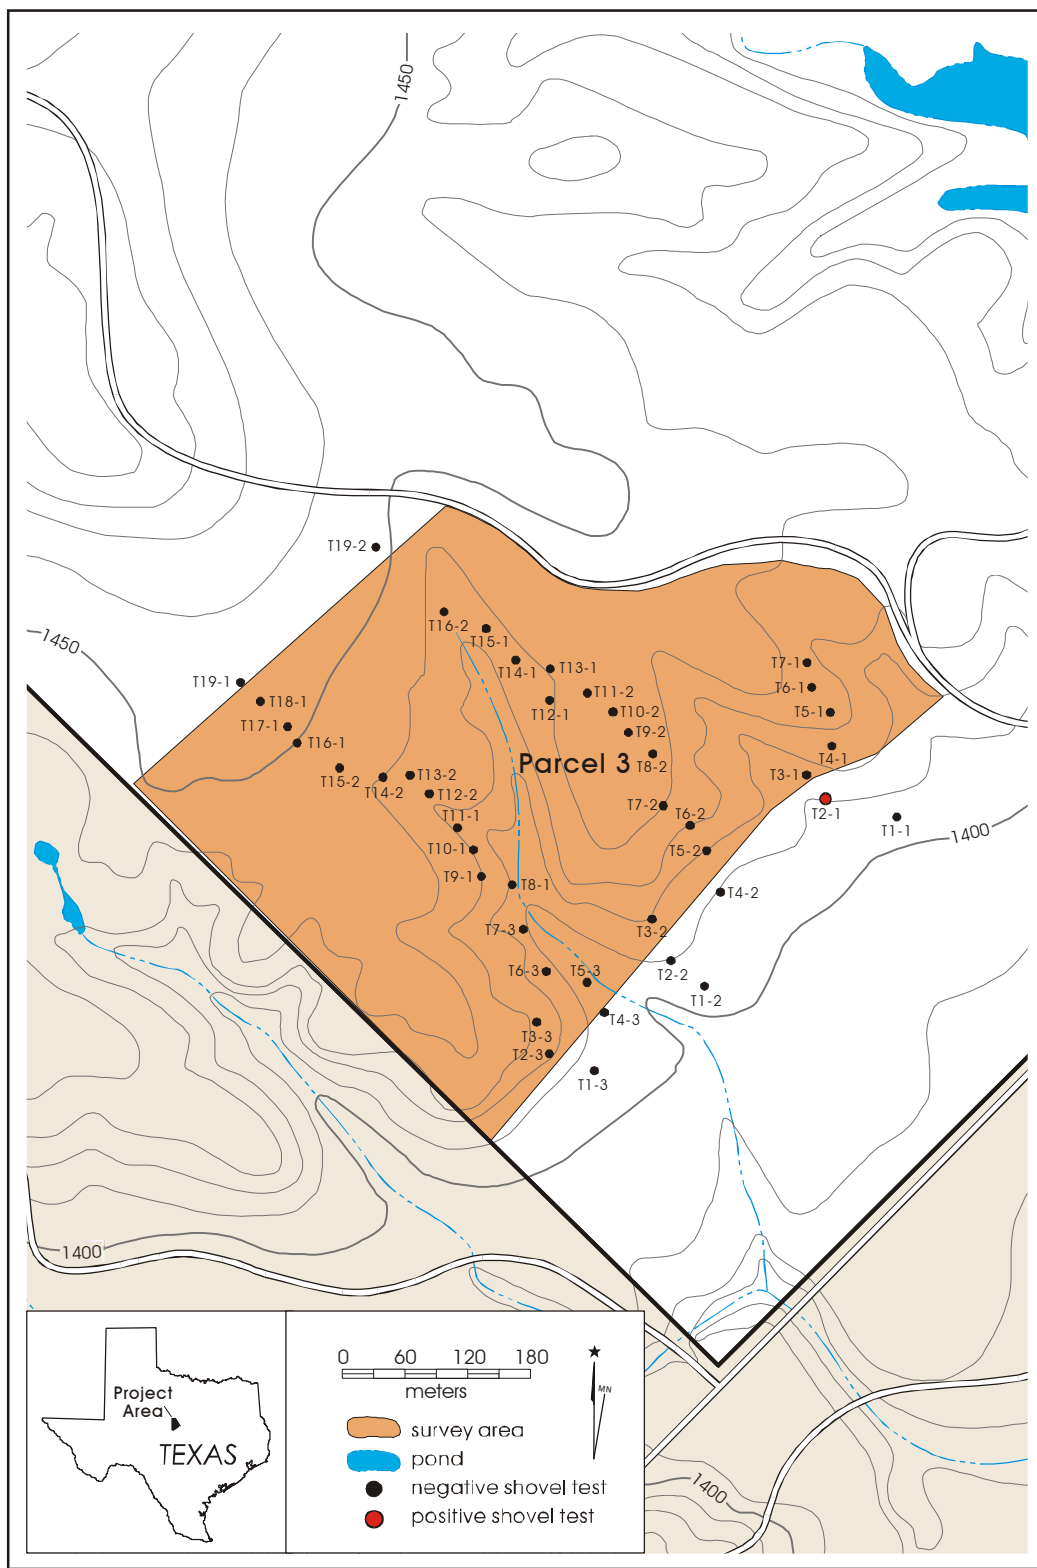 1450
T19-2
T16-2
T15-1
T14-1
T13-1
T7-1
T6-1
T5-1
T4-1
T3-1
T2-1
T1-1
1400
1450
T19-1
T18-1
T17-1
T16-1
T11-2
T12-1
T10-2
T9-2
T8-2
Parcel 3
T15-2
T14-2
T13-2
T12-2
T11-1
T10-1
T9-1
T8-1
T7-2
T6-2
T5-2
T4-2
T3-2
T2-2
T1-2
T7-3
T6-3
T5-3
T4-3
T3-3
T2-3
T1-3
1400
1400
Project
Area
TEXAS
0 60 120 180
meters
MN
survey area
pond
negative shovel test
positive shovel test